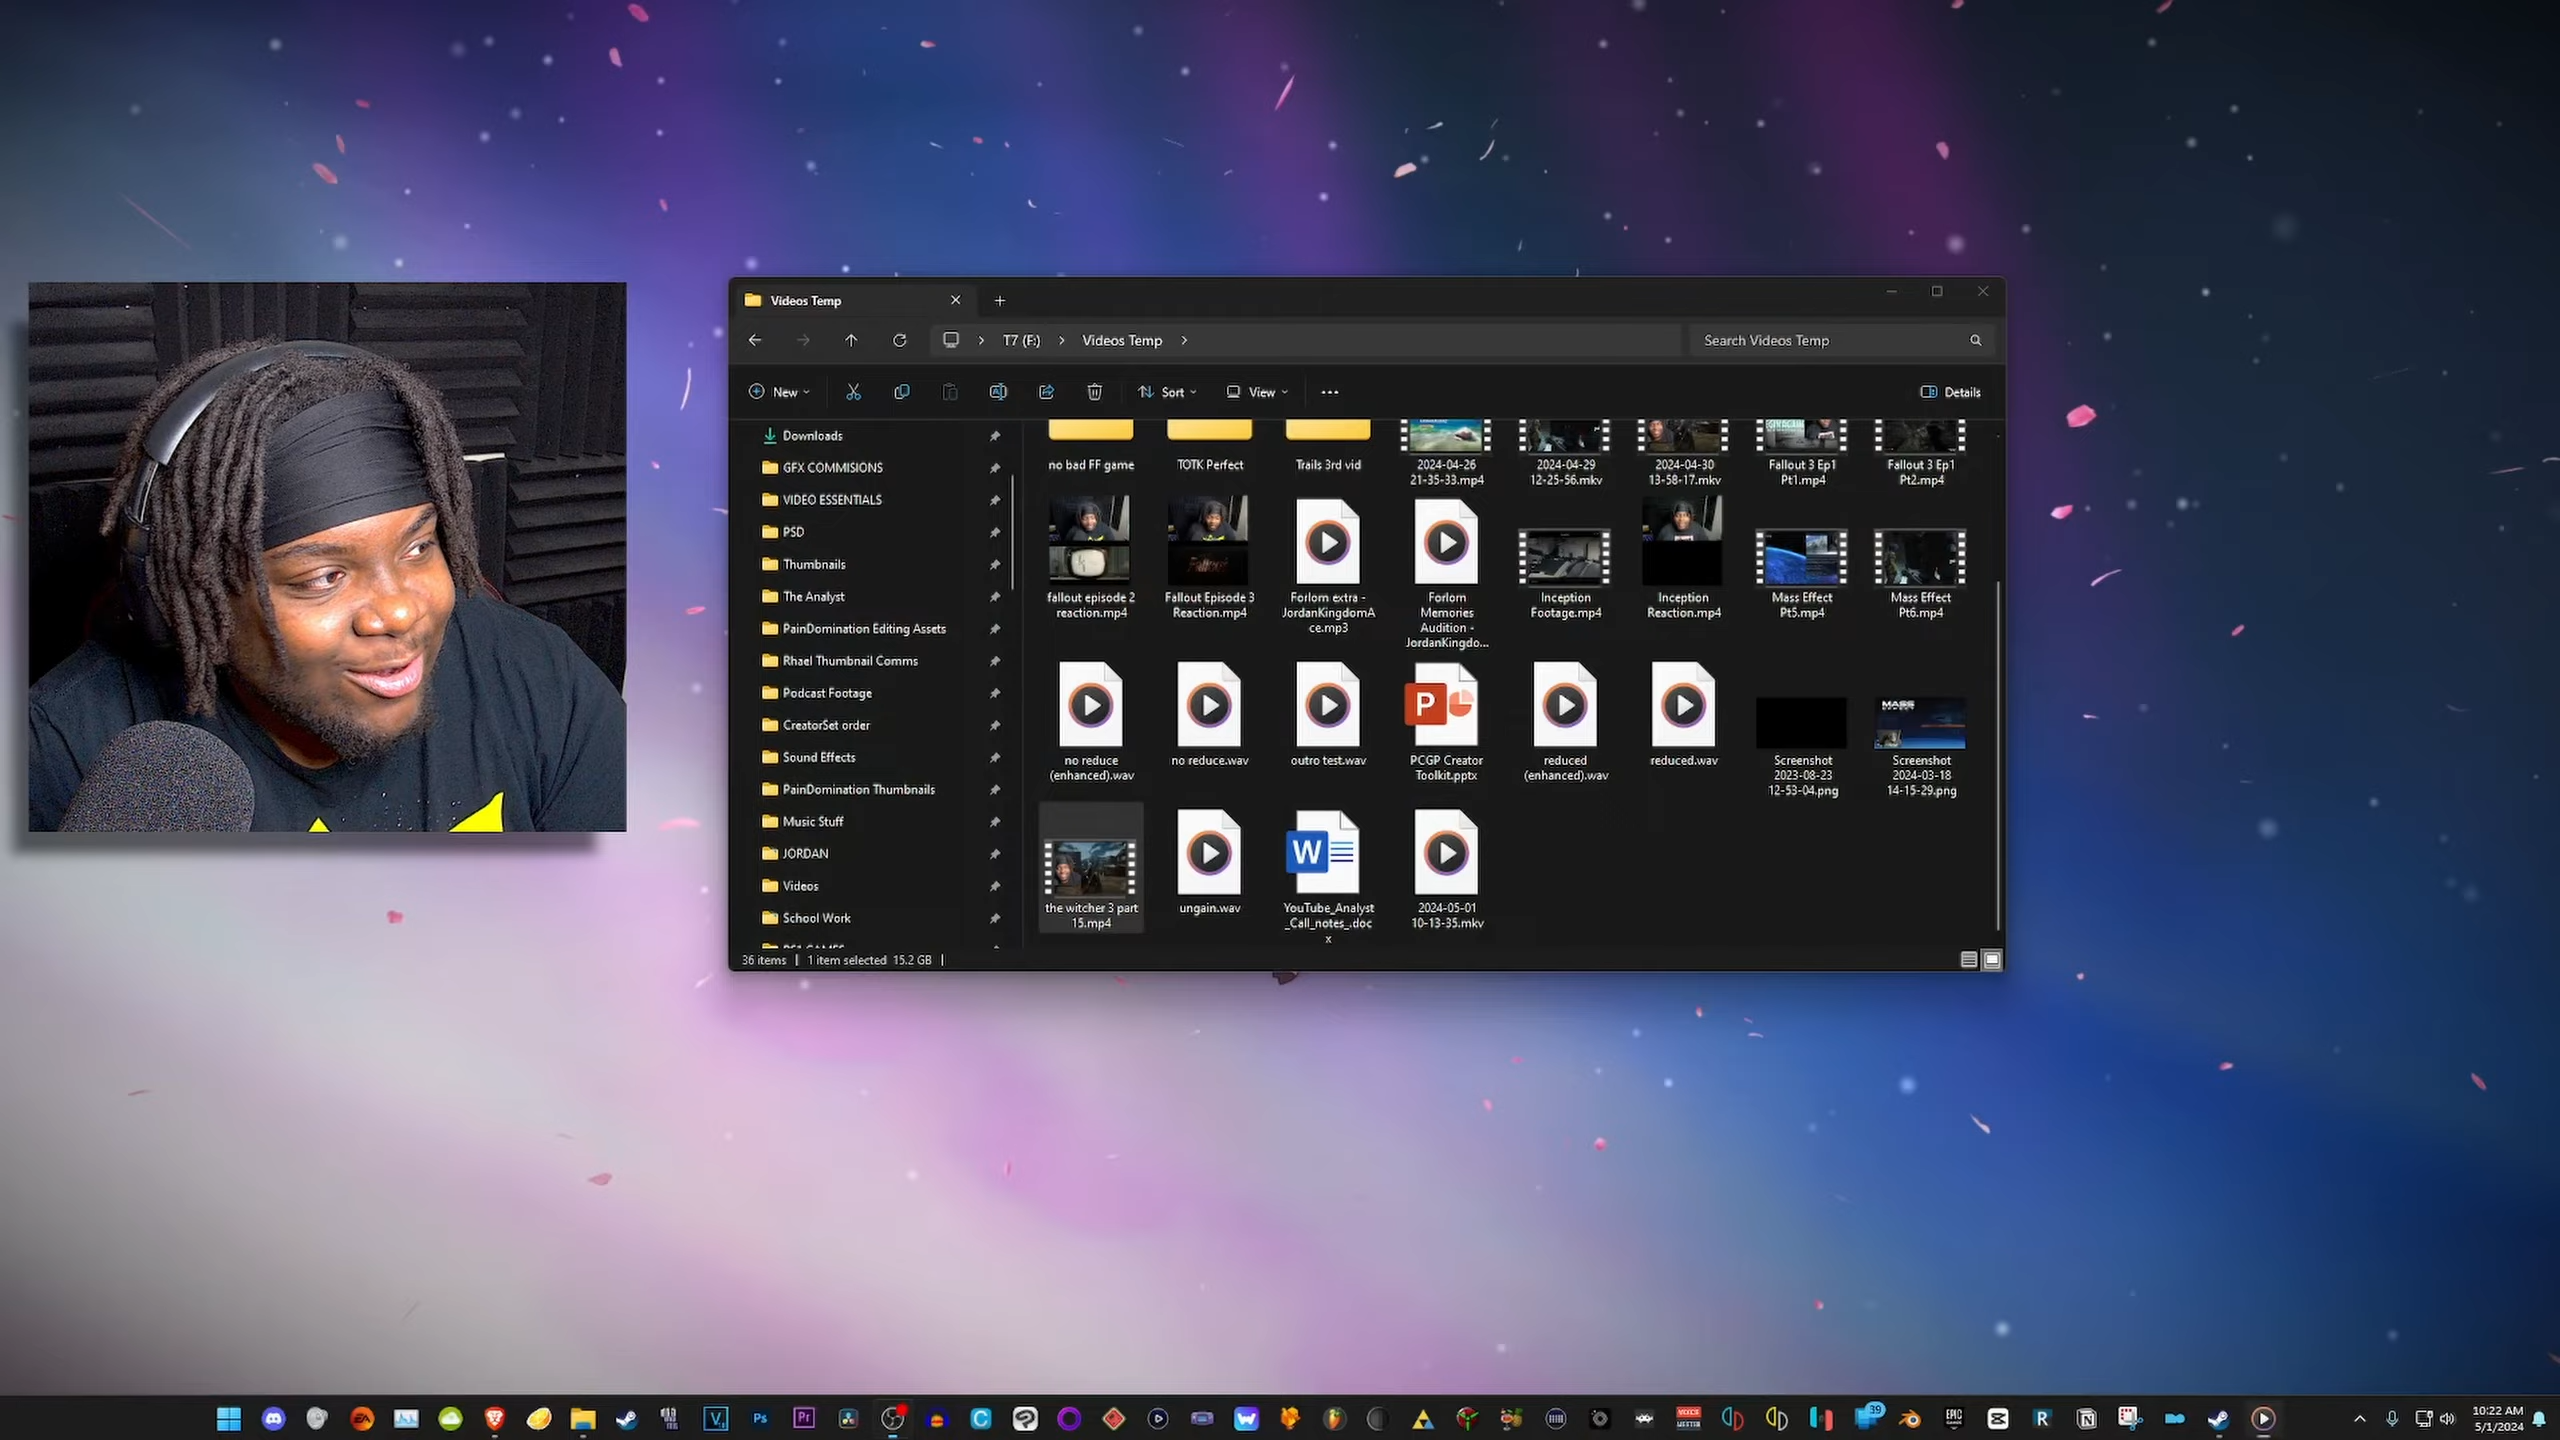 Videos Temp
T7 (F:)
Videos Temp
Search Videos Temp
New
Sort
View
Details
Downloads
GFX COMMISIONS
VIDEO ESSENTIALS
PSD
Thumbnails
The Analyst
PainDomination Editing Assets
Rhael Thumbnail Comms
Podcast Footage
CreatorSet order
Sound Effects
PainDomination Thumbnails
Music Stuff
JORDAN
Videos
School Work
no bad FF game
TOTK Perfect
Trails 3rd vid
2024-04-26
21-35-33.mp4
2024-04-29
12-25-56.mkv
2024-04-30
13-58-17.mkv
Fallout 3 Ep1
Pt1.mp4
Fallout 3 Ep1
Pt2.mp4
fallout episode 2
reaction.mp4
Fallout Episode 3
Reaction.mp4
Forlorn extra -
JordanKingdomA
ce.mp3
Forlorn
Memories
Audition -
JordanKingdo...
Inception
Footage.mp4
Inception
Reaction.mp4
Mass Effect
Pt5.mp4
Mass Effect
Pt6.mp4
no reduce
(enhanced).wav
no reduce.wav
outro test.wav
PCGP Creator
Toolkit.pptx
reduced
(enhanced).wav
reduced.wav
Screenshot
2023-08-23
12-53-04.png
MASS
Screenshot
2024-03-18
14-15-29.png
the witcher 3 part
15.mp4
ungain.wav
YouTube_Analyst
_Call_notes_.doc
x
2024-05-01
10-13-35.mkv
36 items
1 item selected 15.2 GB
39
10:22 AM
5/1/2024